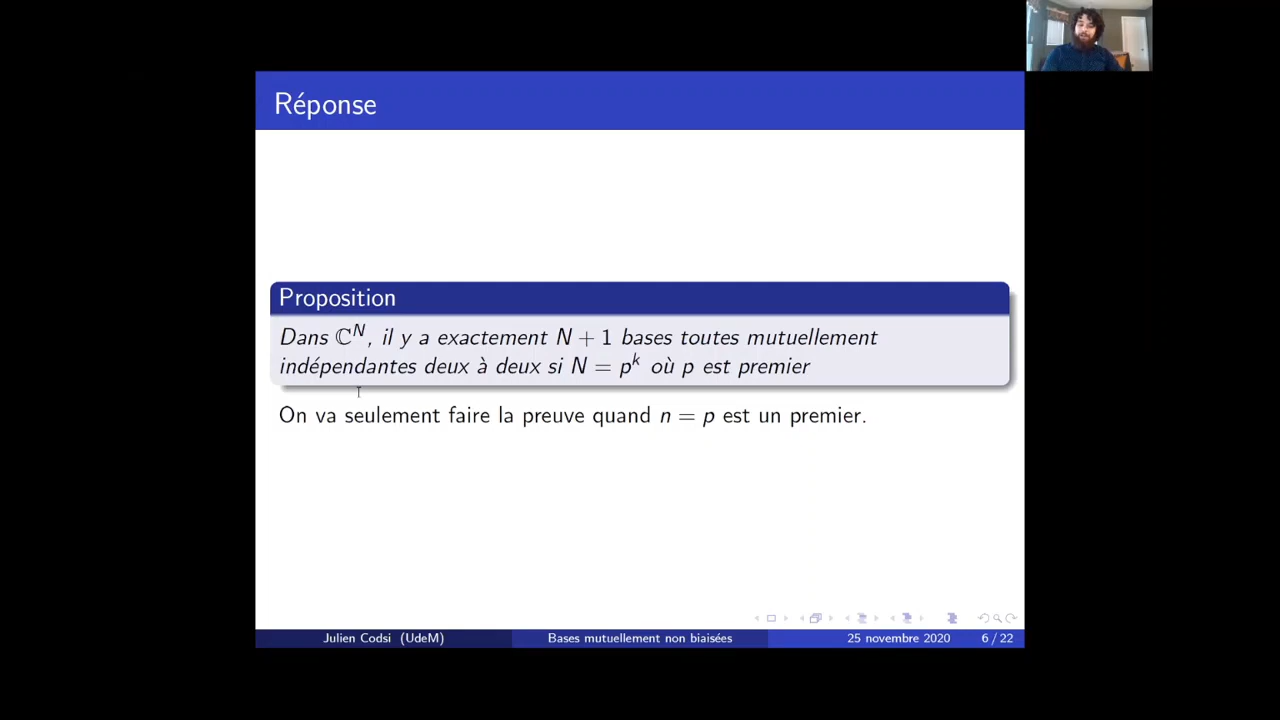 Réponse
Proposition
Dans ℂᴺ, il y a exactement N + 1 bases toutes mutuellement
indépendantes deux à deux si N = pᵏ où p est premier
On va seulement faire la preuve quand n = p est un premier.
Julien Codsi (UdeM) Bases mutuellement non biaisées 25 novembre 2020 6 / 22